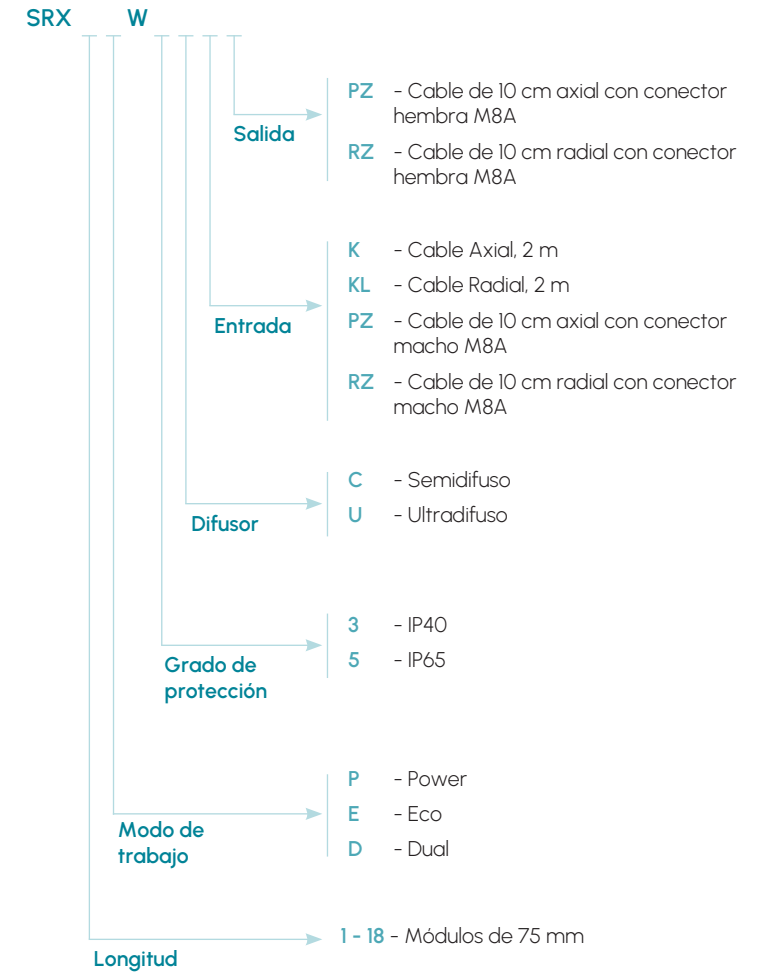 SRX W
PZ - Cable de 10 cm axial con conector
hembra M8A
Salida
RZ - Cable de 10 cm radial con conector
hembra M8A
K - Cable Axial, 2 m
KL - Cable Radial, 2 m
Entrada
PZ - Cable de 10 cm axial con conector
macho M8A
RZ - Cable de 10 cm radial con conector
macho M8A
C - Semidifuso
U - Ultradifuso
Difusor
3 - IP40
5 - IP65
Grado de
protección
P - Power
E - Eco
D - Dual
Modo de
trabajo
1 - 18 - Módulos de 75 mm
Longitud